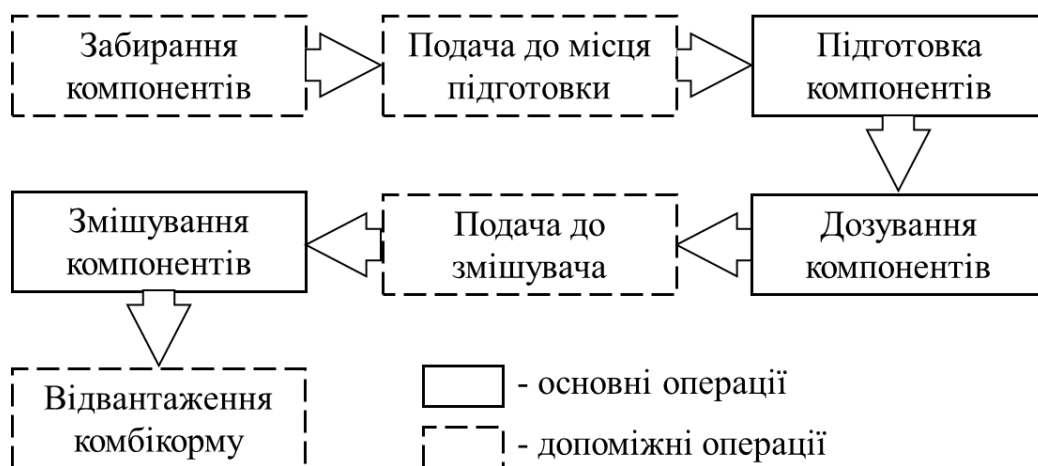 Забирання
компонентів
Подача до місця
підготовки
Підготовка
компонентів
Змішування
компонентів
Подача до
змішувача
Дозування
компонентів
Відвантаження
комбікорму
- основні операції
- допоміжні операції